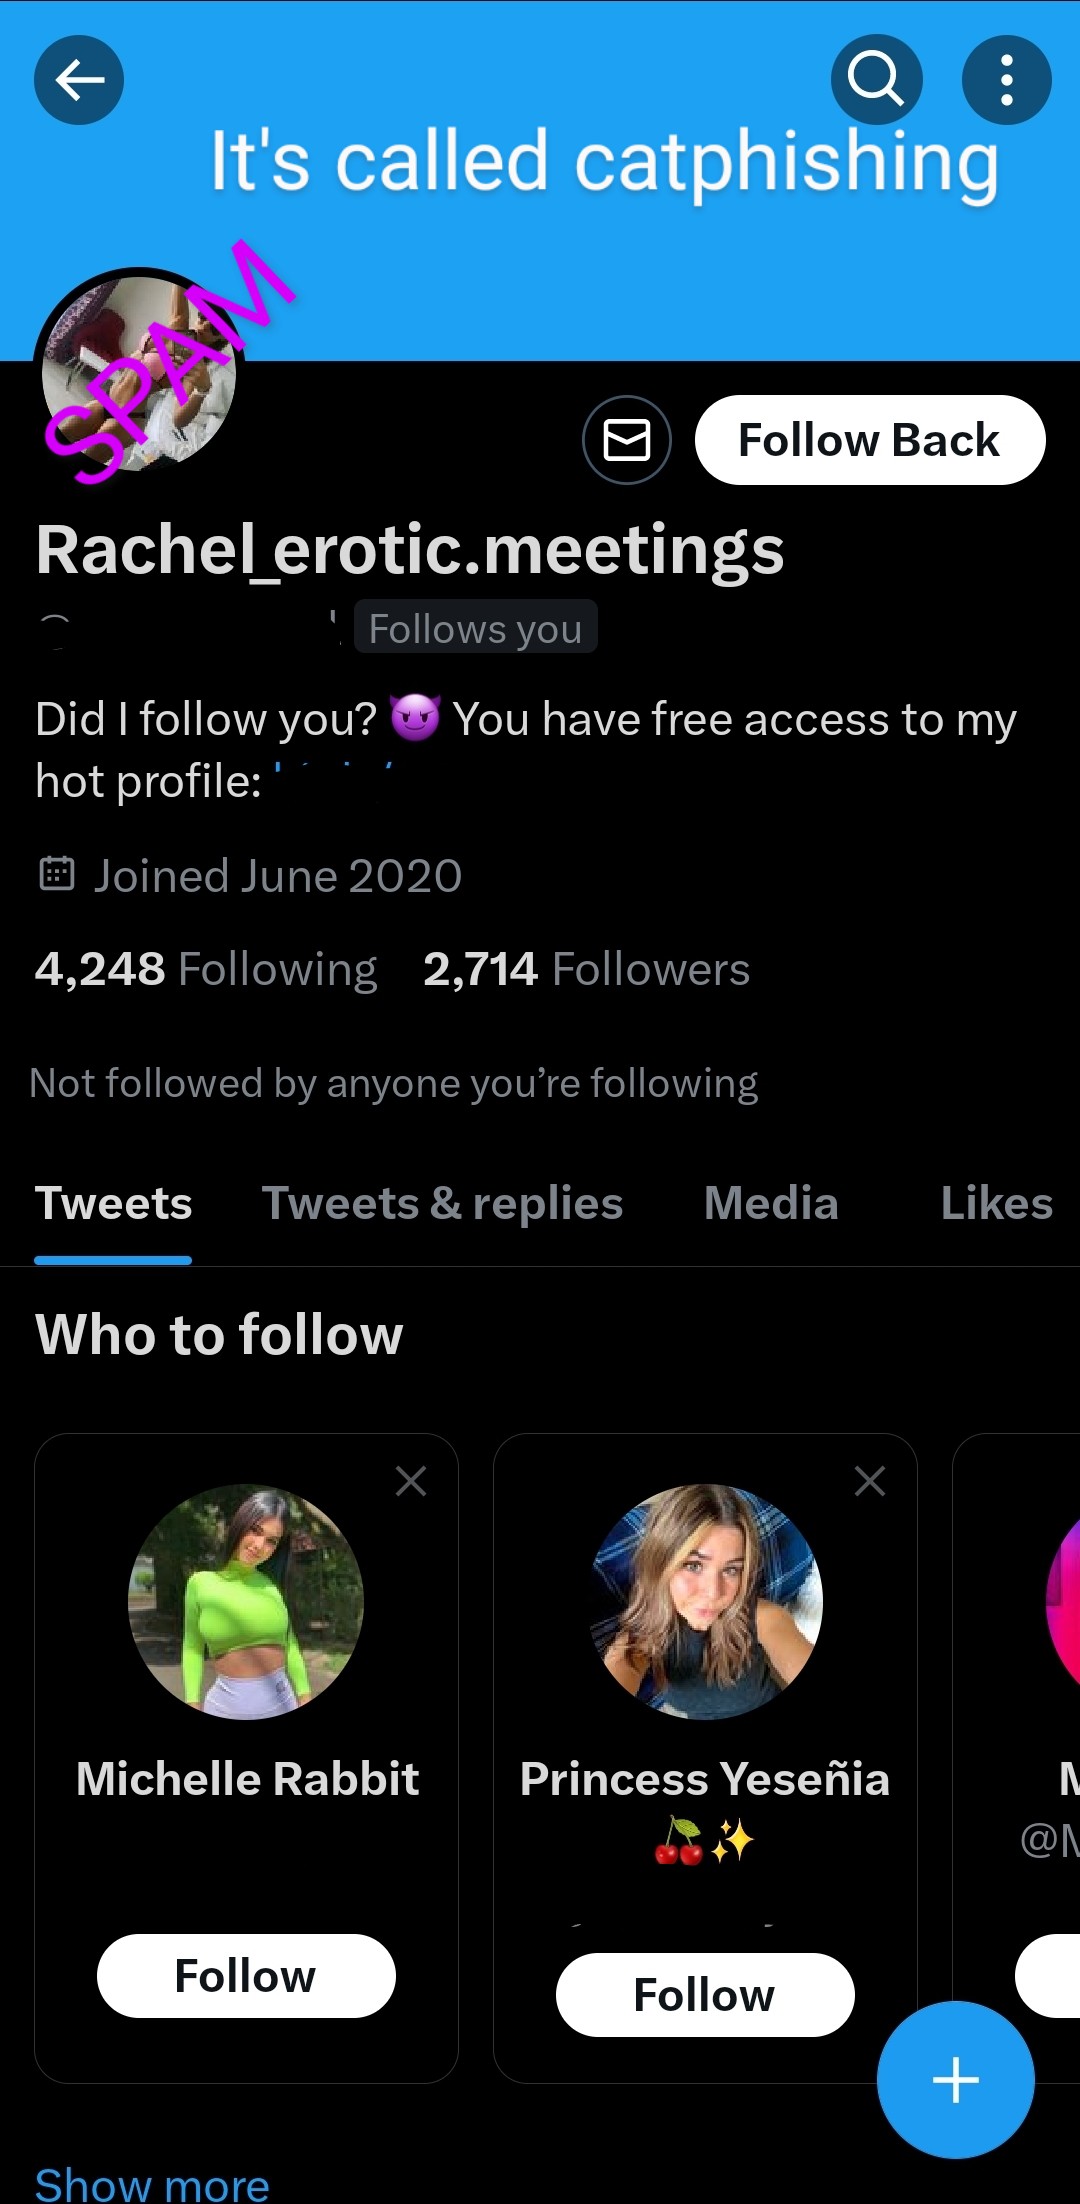 It's called catphishing
SPAM
Follow Back
Rachel_erotic.meetings
Follows you
Did I follow you? 😈 You have free access to my
hot profile:
Joined June 2020
4,248 Following 2,714 Followers
Not followed by anyone you’re following
Tweets Tweets & replies Media Likes
Who to follow
Michelle Rabbit Princess Yeseñia M
🍒✨ @M
Follow Follow
Show more